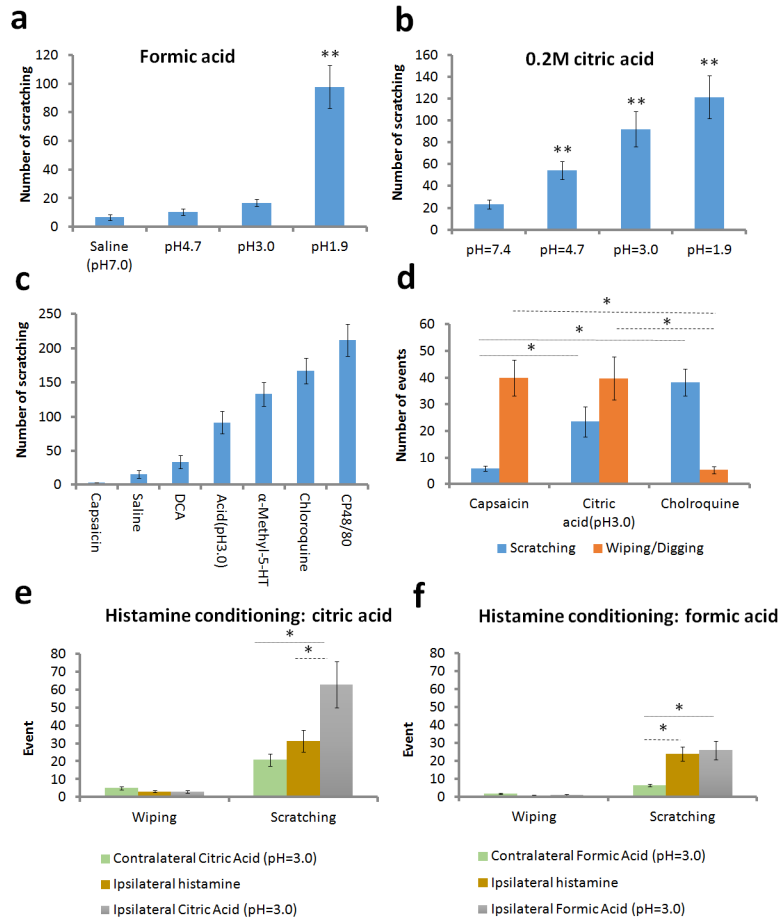 a
Formic acid
Number of scratching
120
100
80
60
40
20
0
**
Saline (pH7.0)
pH4.7
pH3.0
pH1.9
b
0.2M citric acid
Number of scratching
160
140
120
100
80
60
40
20
0
**
**
**
pH=7.4
pH=4.7
pH=3.0
pH=1.9
c
Number of scratching
250
200
150
100
50
0
Capsaicin
Saline
DCA
Acid(pH3.0)
α-Methyl-5-HT
Chloroquine
CP48/80
d
Number of events
60
50
40
30
20
10
0
*
*
*
*
Capsaicin
Citric acid(pH3.0)
Cholroquine
Scratching
Wiping/Digging
e
Histamine conditioning: citric acid
Event
80
70
60
50
40
30
20
10
0
*
*
Wiping
Scratching
Contralateral Citric Acid (pH=3.0)
Ipsilateral histamine
Ipsilateral Citric Acid (pH=3.0)
f
Histamine conditioning: formic acid
Event
80
70
60
50
40
30
20
10
0
*
*
Wiping
Scratching
Contralateral Formic Acid (pH=3.0)
Ipsilateral histamine
Ipsilateral Formic Acid (pH=3.0)